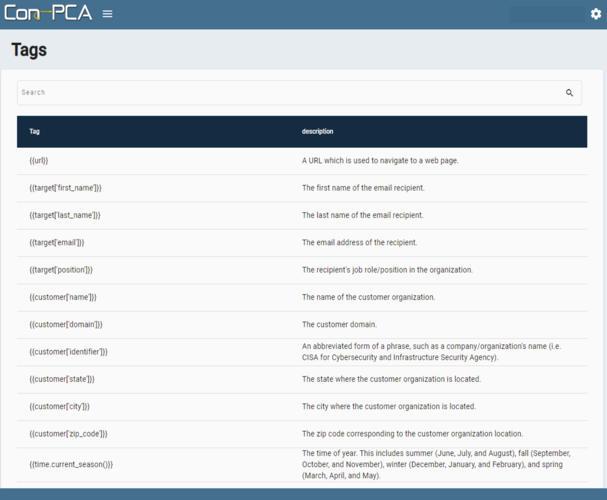 Con-PCA
Tags
Search
Tag description
{{url}} A URL which is used to navigate to a web page.
{{target['first_name']}} The first name of the email recipient.
{{target['last_name']}} The last name of the email recipient.
{{target['email']}} The email address of the recipient.
{{target['position']}} The recipient's job role/position in the organization.
{{customer['name']}} The name of the customer organization.
{{customer['domain']}} The customer domain.
{{customer['identifier']}} An abbreviated form of a phrase, such as a company/organization's name (i.e.
CISA for Cybersecurity and Infrastructure Security Agency).
{{customer['state']}} The state where the customer organization is located.
{{customer['city']}} The city where the customer organization is located.
{{customer['zip_code']}} The zip code corresponding to the customer organization location.
{{time.current_season()}} The time of year. This includes summer (June, July, and August), fall (September,
October, and November), winter (December, January, and February), and spring
(March, April, and May).